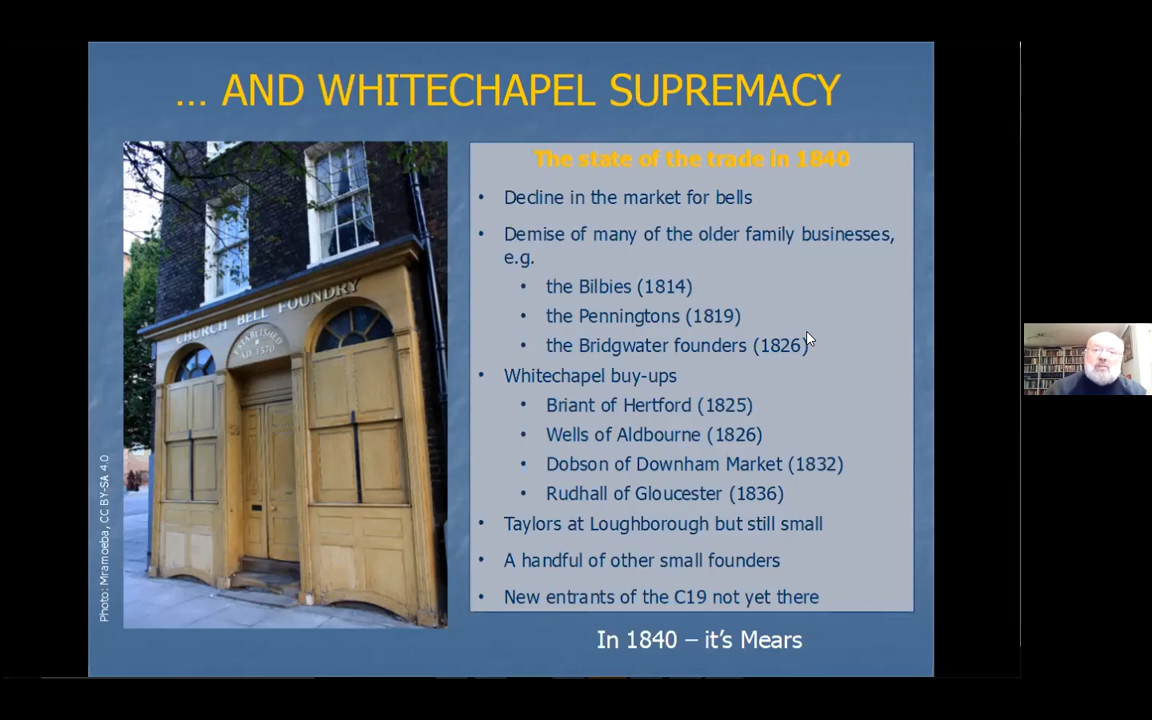 ... AND WHITECHAPEL SUPREMACY
CHURCH BELL FOUNDRY
ESTABLISHED
A.D. 1570
Photo: Mramoeba, CC BY-SA 4.0
The state of the trade in 1840
• Decline in the market for bells
• Demise of many of the older family businesses,
e.g.
• the Bilbies (1814)
• the Penningtons (1819)
• the Bridgwater founders (1826)
• Whitechapel buy-ups
• Briant of Hertford (1825)
• Wells of Aldbourne (1826)
• Dobson of Downham Market (1832)
• Rudhall of Gloucester (1836)
• Taylors at Loughborough but still small
• A handful of other small founders
• New entrants of the C19 not yet there
In 1840 – it’s Mears